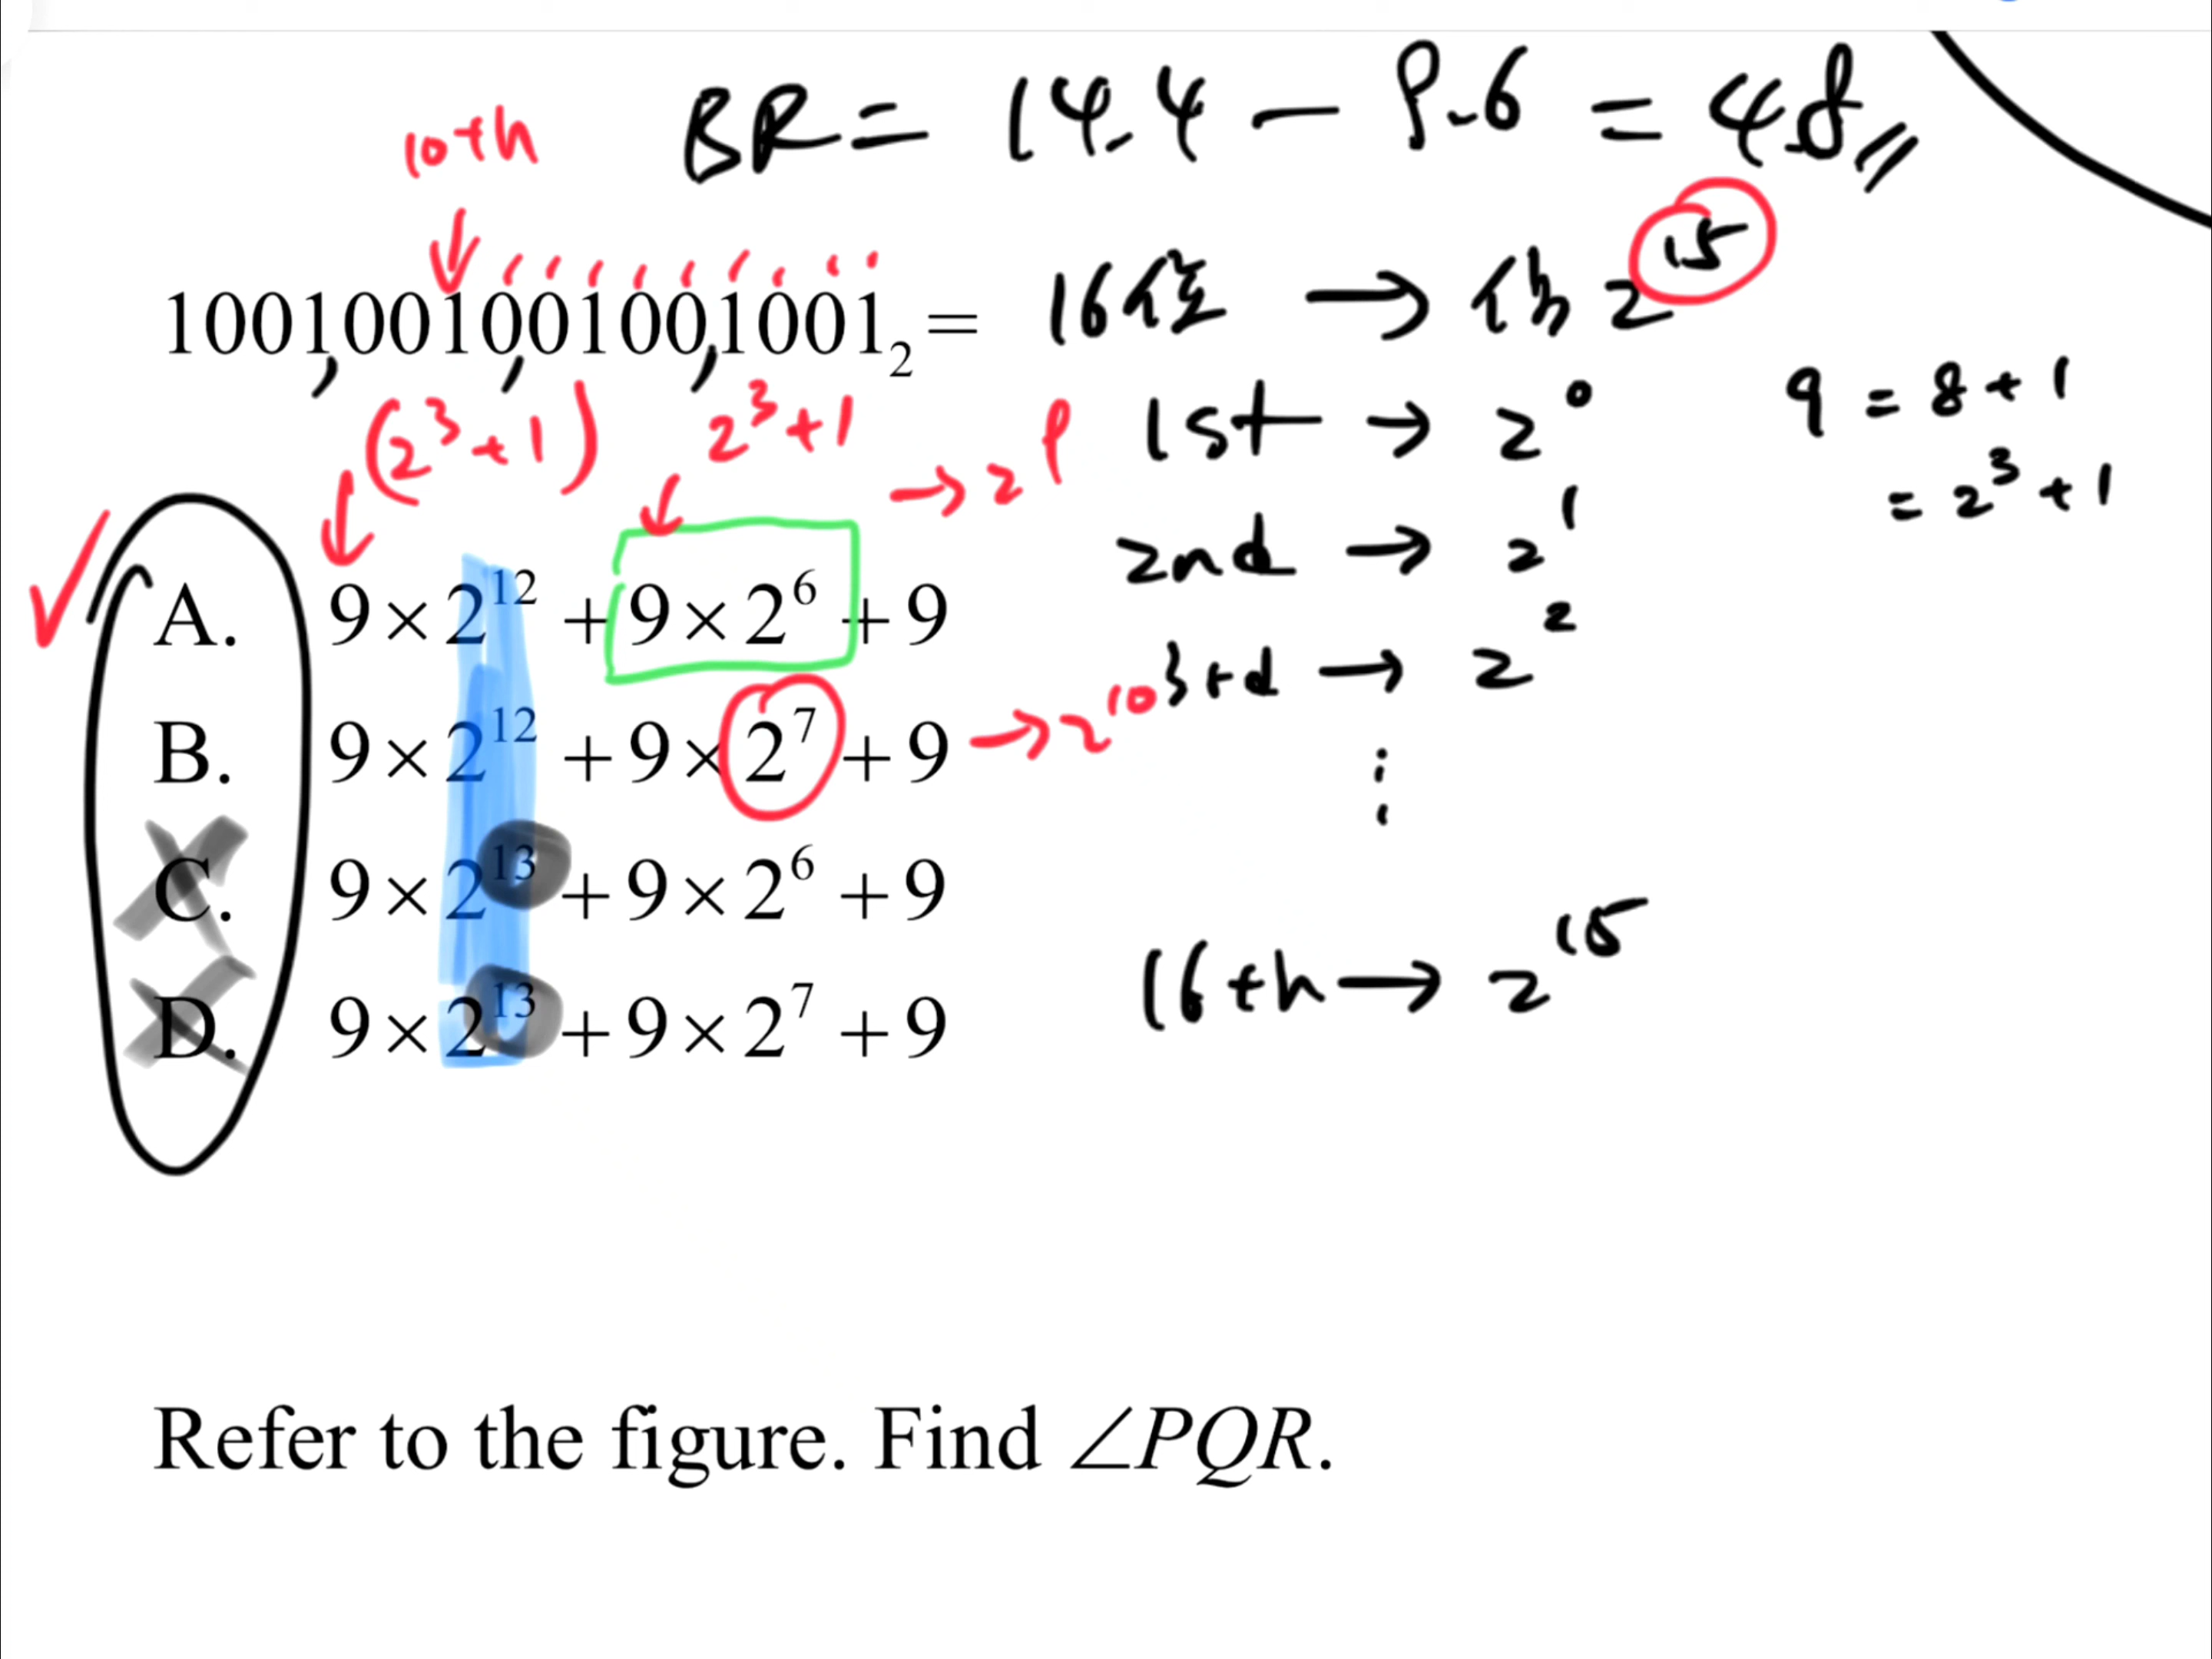 BR = 14.4 - 9.6 = 4.8
10th
1001001001001001₂ = 16位 → 係 2¹⁵
(2³+1) 2³+1
1st → 2⁰
9 = 8+1
= 2³+1
→ 2⁹
2nd → 2¹
A. 9×2¹² + 9×2⁶ + 9
3rd → 2²
B. 9×2¹² + 9×2⁷ + 9 → 2¹⁰
C. 9×2¹³ + 9×2⁶ + 9
16th → 2¹⁵
D. 9×2¹³ + 9×2⁷ + 9
Refer to the figure. Find ∠PQR.